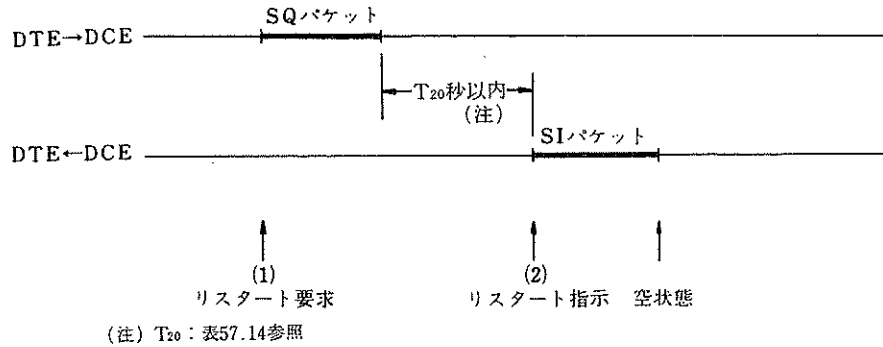 SQパケット
DTE→DCE
T₂₀秒以内
(注)
SIパケット
DTE←DCE
(1)
リスタート要求
(2)
リスタート指示
空状態
(注) T₂₀：表57.14参照